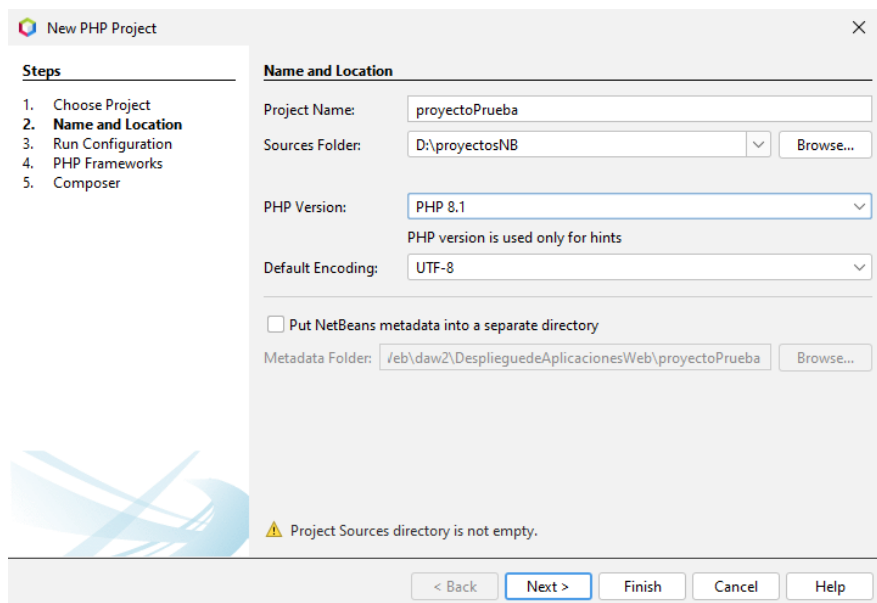 New PHP Project
Steps
1. Choose Project
2. Name and Location
3. Run Configuration
4. PHP Frameworks
5. Composer
Name and Location
Project Name: proyectoPrueba
Sources Folder: D:\proyectosNB Browse...
PHP Version: PHP 8.1
PHP version is used only for hints
Default Encoding: UTF-8
Put NetBeans metadata into a separate directory
Metadata Folder: /eb\daw2\DesplieguedeAplicacionesWeb\proyectoPrueba Browse...
Project Sources directory is not empty.
< Back Next > Finish Cancel Help